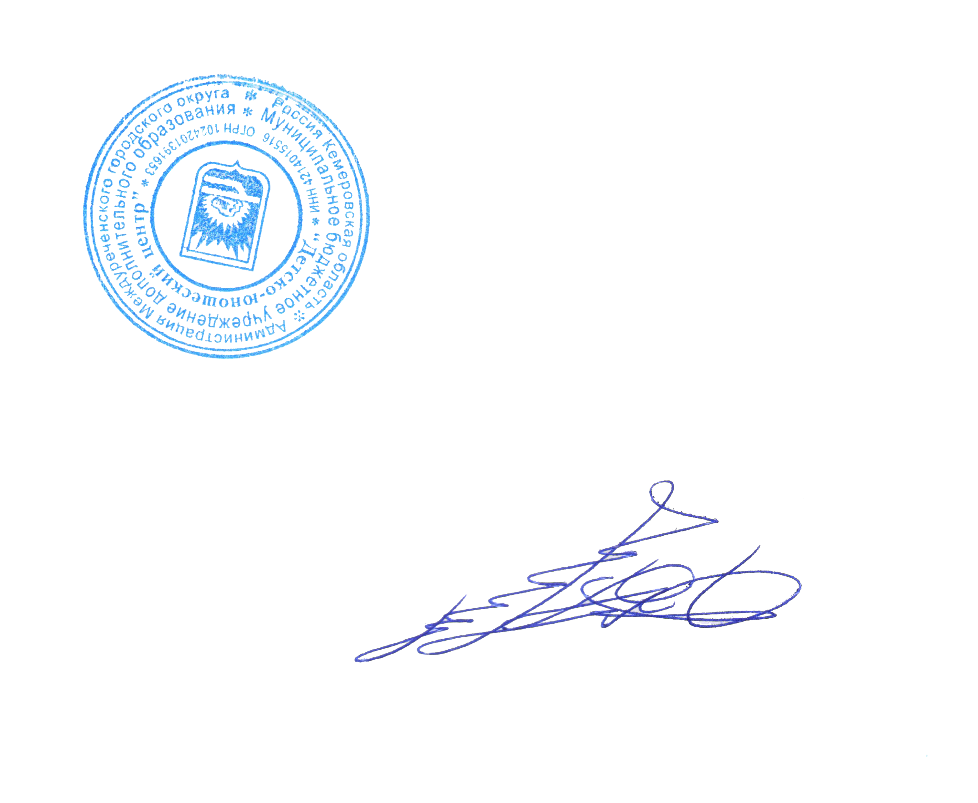 Россия Кемеровская область * Администрация Междуреченского городского округа *
Муниципальное бюджетное учреждение дополнительного образования *
"Детско-юношеский центр" *
ОГРН 1024201391653
ИНН 4214015516 *